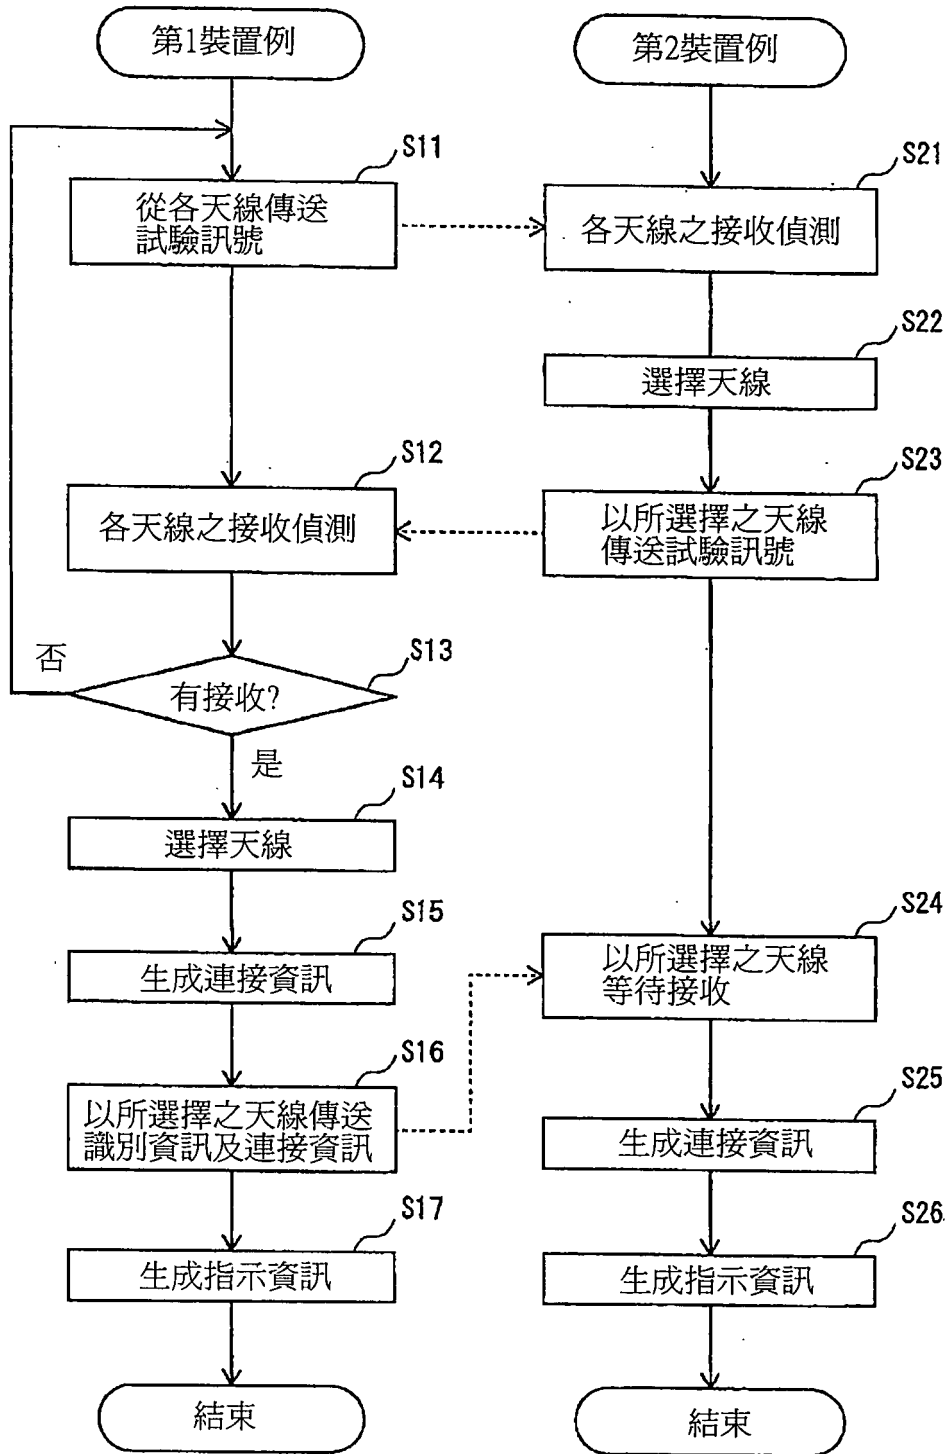 第1裝置例
S11
從各天線傳送
試驗訊號
S12
各天線之接收偵測
S13
有接收?
否
是
S14
選擇天線
S15
生成連接資訊
S16
以所選擇之天線傳送
識別資訊及連接資訊
S17
生成指示資訊
結束
第2裝置例
S21
各天線之接收偵測
S22
選擇天線
S23
以所選擇之天線
傳送試驗訊號
S24
以所選擇之天線
等待接收
S25
生成連接資訊
S26
生成指示資訊
結束